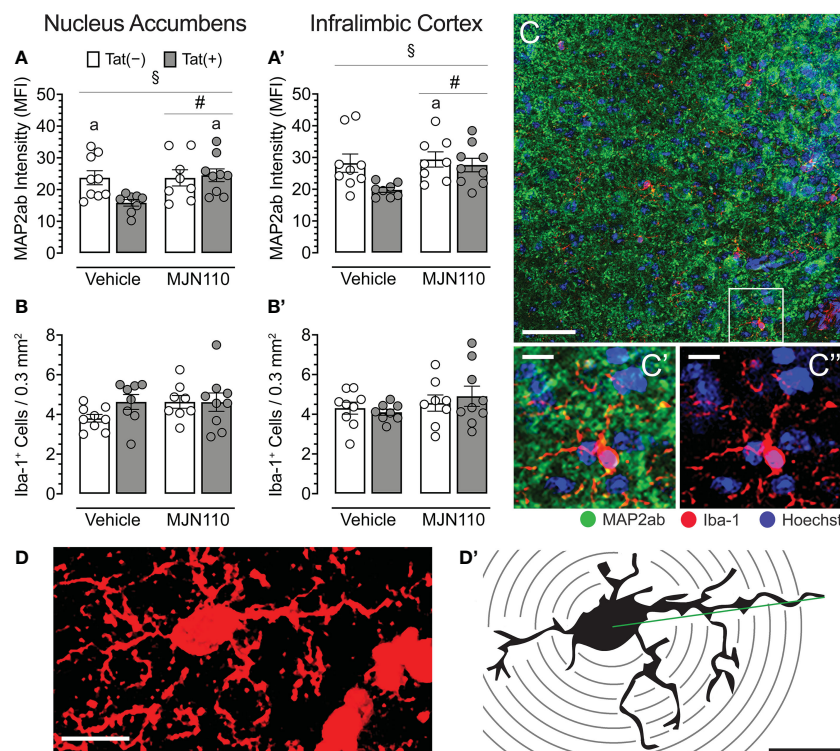 Nucleus Accumbens
Infralimbic Cortex
A
Tat(−) Tat(+)
§
#
a
a
MAP2ab Intensitiy (MFI)
50
40
30
20
10
0
Vehicle
MJN110
A'
§
#
a
MAP2ab Intensity (MFI)
50
40
30
20
10
0
Vehicle
MJN110
B
Iba-1⁺ Cells / 0.3 mm²
8
6
4
2
0
Vehicle
MJN110
B'
Iba-1⁺ Cells / 0.3 mm²
8
6
4
2
0
Vehicle
MJN110
C
C'
C"
MAP2ab Iba-1 Hoechst
D
D'